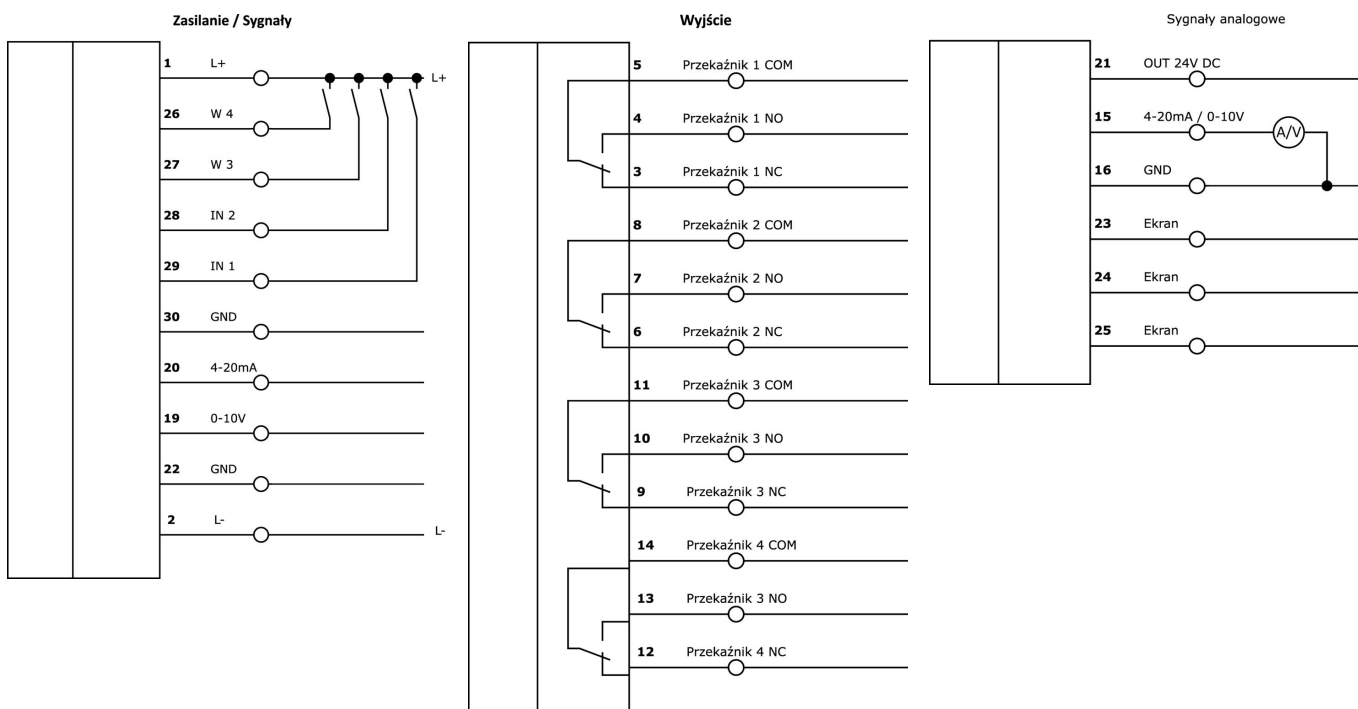 Zasilanie / Sygnały
1 L+
L+
26 W 4
27 W 3
28 IN 2
29 IN 1
30 GND
20 4-20mA
19 0-10V
22 GND
2 L-
L-
Wyjście
5 Przekaźnik 1 COM
4 Przekaźnik 1 NO
3 Przekaźnik 1 NC
8 Przekaźnik 2 COM
7 Przekaźnik 2 NO
6 Przekaźnik 2 NC
11 Przekaźnik 3 COM
10 Przekaźnik 3 NO
9 Przekaźnik 3 NC
14 Przekaźnik 4 COM
13 Przekaźnik 3 NO
12 Przekaźnik 4 NC
Sygnały analogowe
21 OUT 24V DC
15 4-20mA / 0-10V
A/V
16 GND
23 Ekran
24 Ekran
25 Ekran